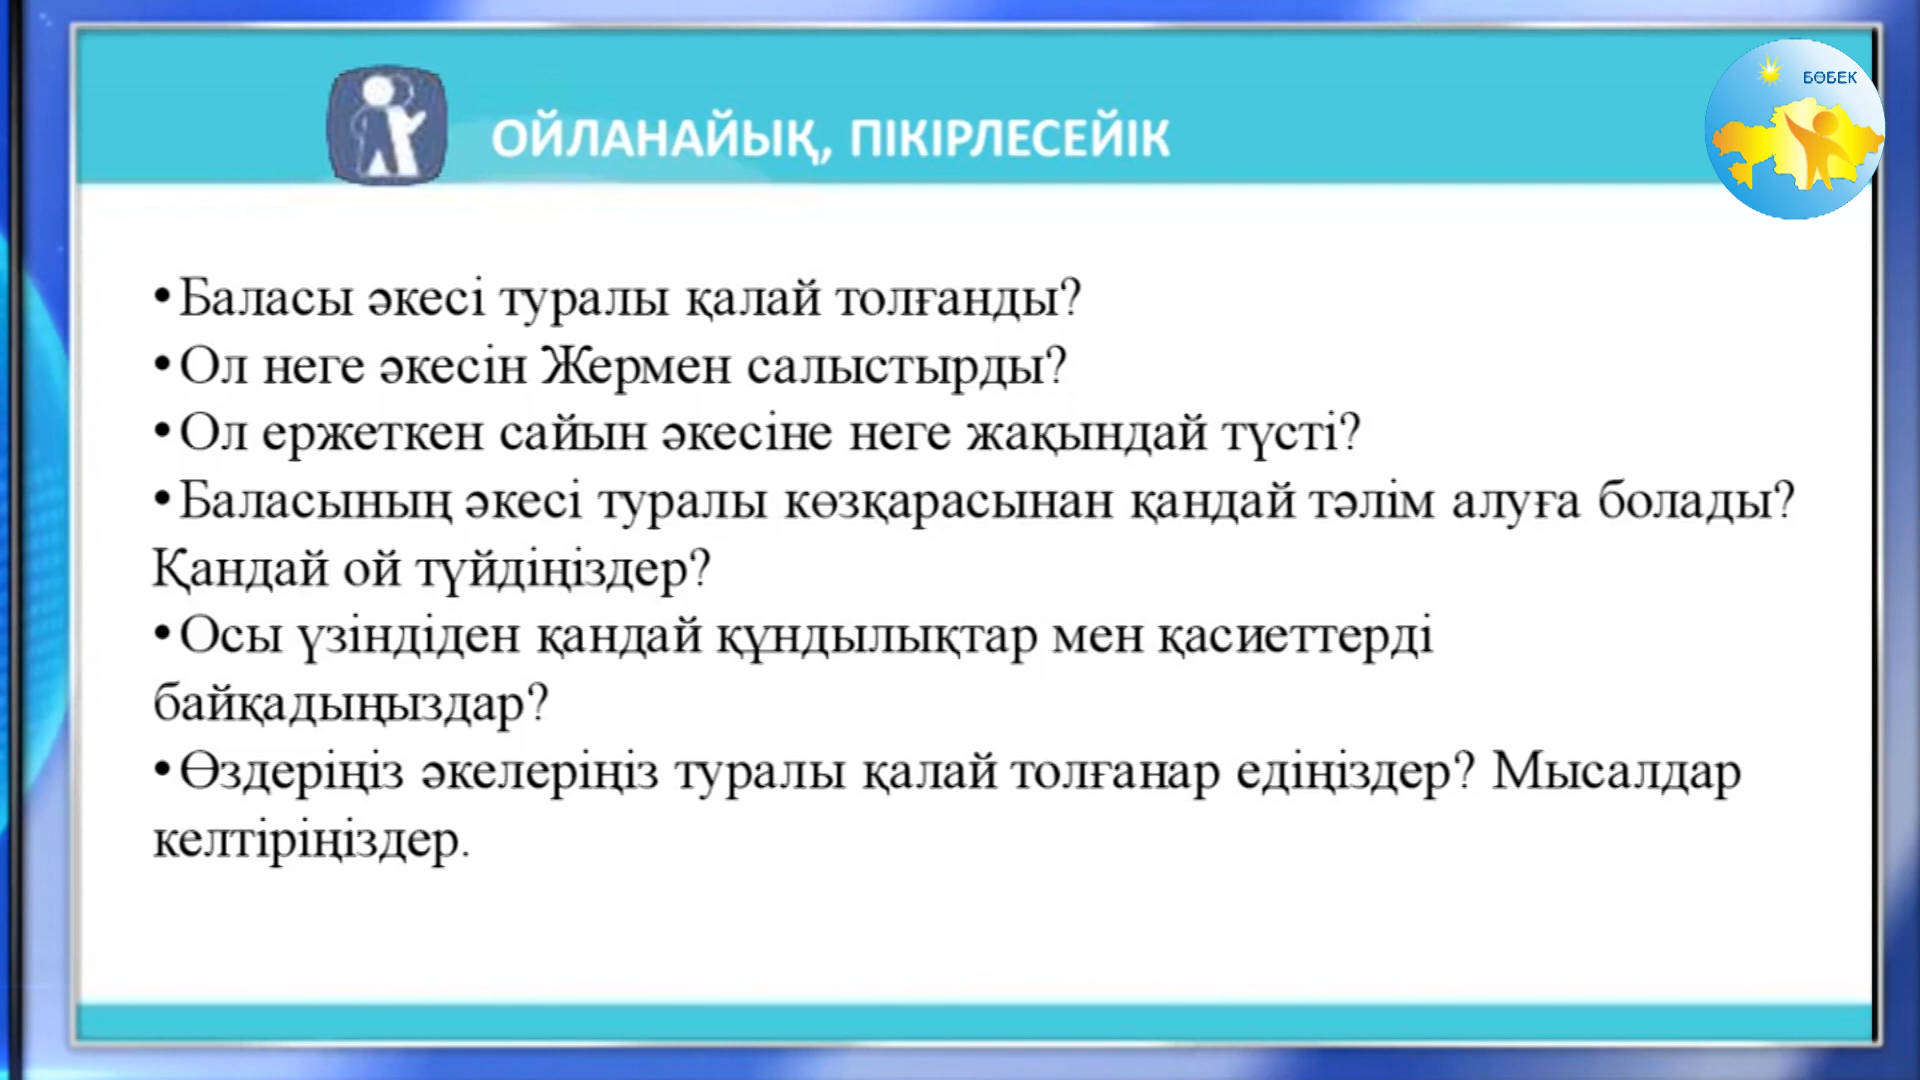 БӨБЕК
ОЙЛАНАЙЫҚ, ПІКІРЛЕСЕЙІК
•Баласы әкесі туралы қалай толғанды?
•Ол неге әкесін Жермен салыстырды?
•Ол ержеткен сайын әкесіне неге жақындай түсті?
•Баласының әкесі туралы көзқарасынан қандай тәлім алуға болады?
Қандай ой түйдіңіздер?
•Осы үзіндіден қандай құндылықтар мен қасиеттерді
байқадыңыздар?
•Өздеріңіз әкелеріңіз туралы қалай толғанар едіңіздер? Мысалдар
келтіріңіздер.